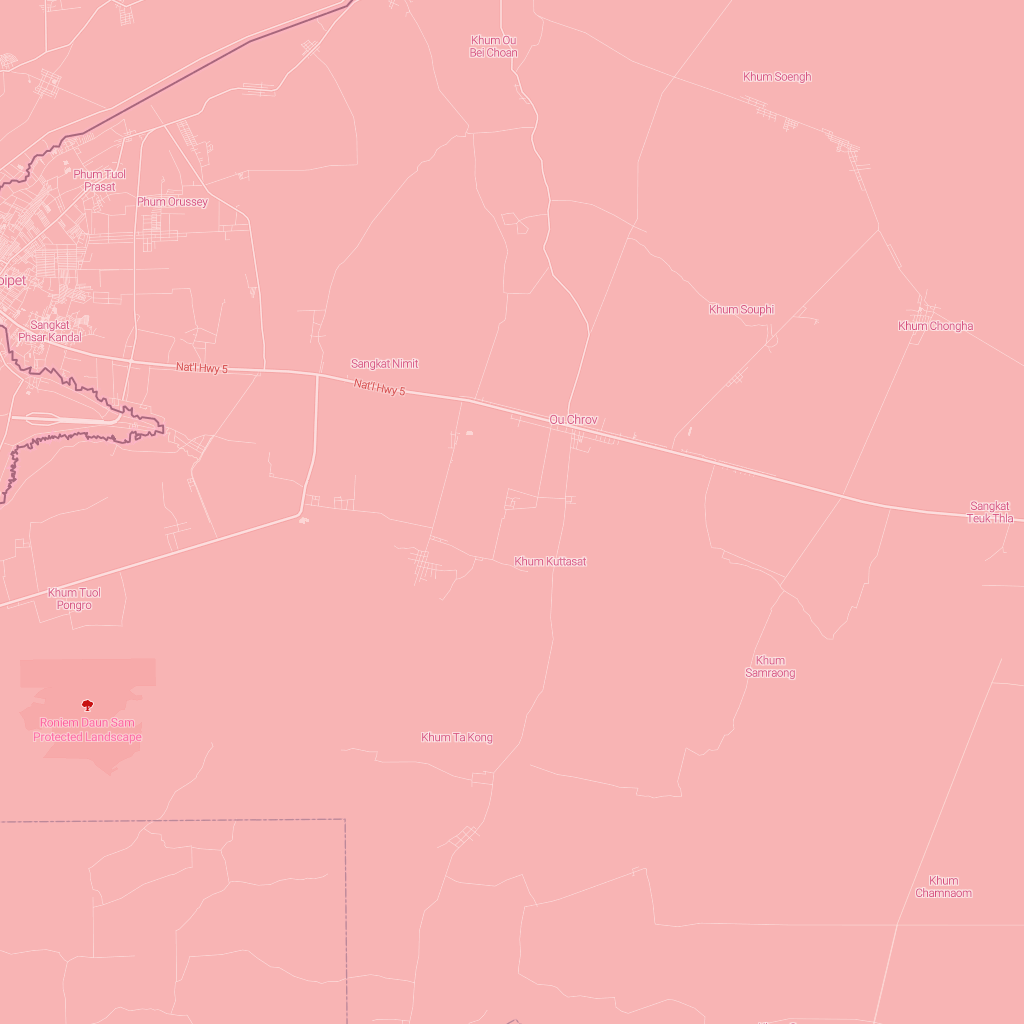 Khum Ou
Bei Choan
Khum Soengh
Phum Tuol
Prasat
Phum Orussey
oipet
Khum Souphi
Sangkat
Phsar Kandal
Khum Chongha
Sangkat Nimit
Nat'l Hwy 5
Nat'l Hwy 5
Ou Chrov
Sangkat
Teuk Thla
Khum Kuttasat
Khum Tuol
Pongro
Khum
Samraong
Roniem Daun Sam
Protected Landscape
Khum Ta Kong
Khum
Chamnaom